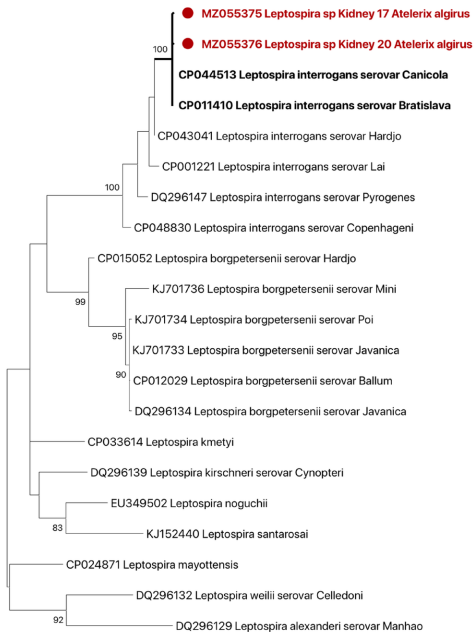 MZ055375 Leptospira sp Kidney 17 Atelerix algirus
MZ055376 Leptospira sp Kidney 20 Atelerix algirus
100
CP044513 Leptospira interrogans serovar Canicola
CP011410 Leptospira interrogans serovar Bratislava
CP043041 Leptospira interrogans serovar Hardjo
CP001221 Leptospira interrogans serovar Lai
100
DQ296147 Leptospira interrogans serovar Pyrogenes
CP048830 Leptospira interrogans serovar Copenhageni
CP015052 Leptospira borgpetersenii serovar Hardjo
KJ701736 Leptospira borgpetersenii serovar Mini
99
KJ701734 Leptospira borgpetersenii serovar Poi
95
KJ701733 Leptospira borgpetersenii serovar Javanica
90
CP012029 Leptospira borgpetersenii serovar Ballum
DQ296134 Leptospira borgpetersenii serovar Javanica
CP033614 Leptospira kmetyi
DQ296139 Leptospira kirschneri serovar Cynopteri
EU349502 Leptospira noguchii
83
KJ152440 Leptospira santarosai
CP024871 Leptospira mayottensis
DQ296132 Leptospira weilii serovar Celledoni
92
DQ296129 Leptospira alexanderi serovar Manhao